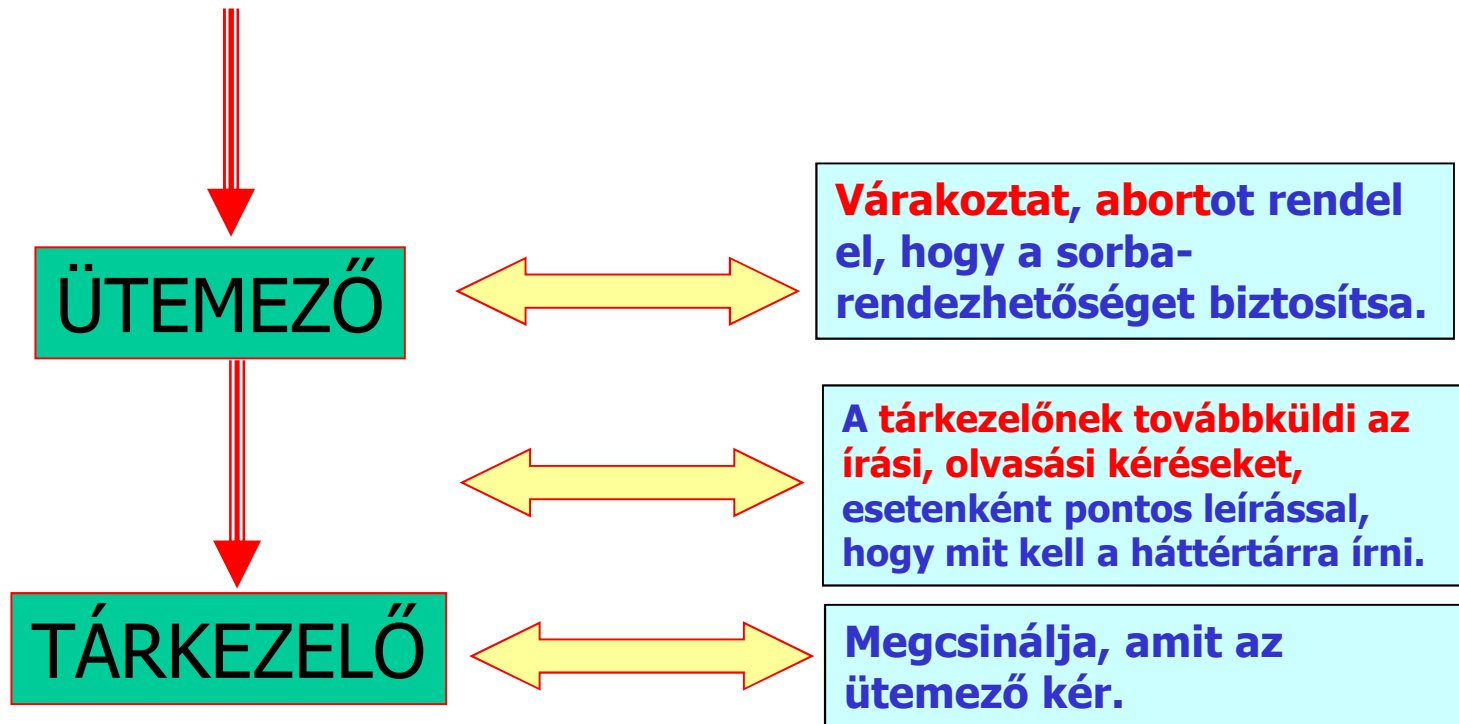 ÜTEMEZŐ
Várakoztat, abortot rendel
el, hogy a sorba-
rendezhetőséget biztosítsa.
A tárkezelőnek továbbküldi az
írási, olvasási kéréseket,
esetenként pontos leírással,
hogy mit kell a háttértárra írni.
TÁRKEZELŐ
Megcsinálja, amit az
ütemező kér.